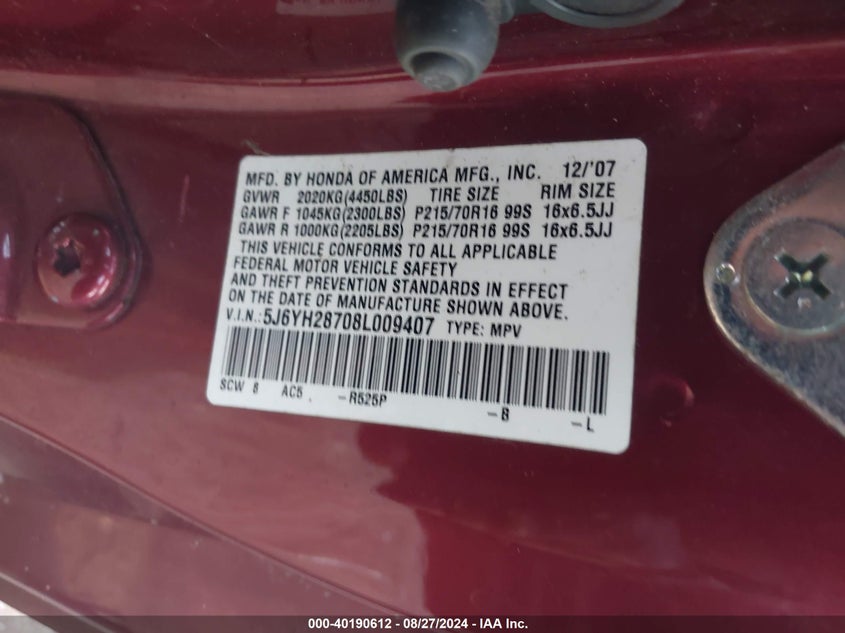 MFD. BY HONDA OF AMERICA MFG., INC. 12/'07
GVWR 2020KG(4450LBS) TIRE SIZE RIM SIZE
GAWR F 1045KG(2300LBS) P215/70R16 99S 16x6.5JJ
GAWR R 1000KG(2205LBS) P215/70R16 99S 16x6.5JJ
THIS VEHICLE CONFORMS TO ALL APPLICABLE
FEDERAL MOTOR VEHICLE SAFETY
AND THEFT PREVENTION STANDARDS IN EFFECT
ON THE DATE OF MANUFACTURE SHOWN ABOVE.
V.I.N.:5J6YH28708L009407 TYPE: MPV
SCW 8 AC5 -R525P -B -L
000-40190612 - 08/27/2024 - IAA Inc.